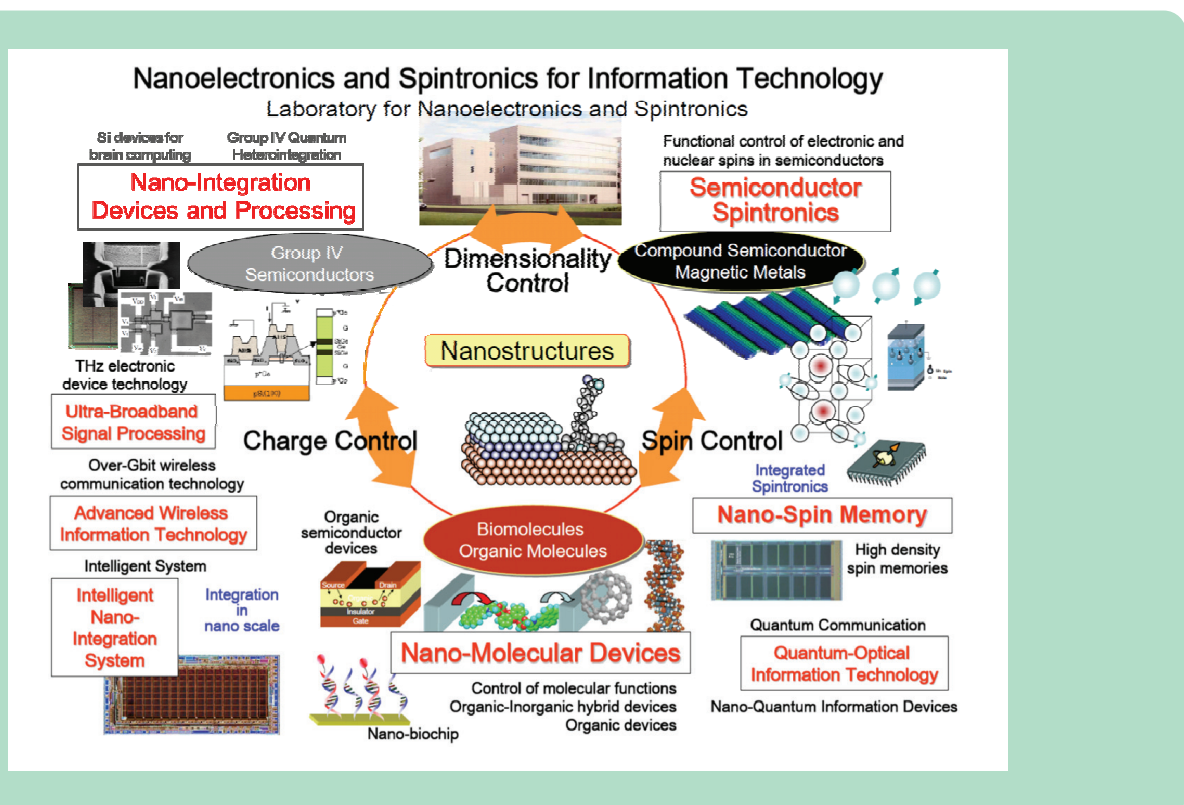 Nanoelectronics and Spintronics for Information Technology
Laboratory for Nanoelectronics and Spintronics
Si devices for
brain computing
Group IV Quantum
Heterointegration
Nano-Integration
Devices and Processing
Functional control of electronic and
nuclear spins in semiconductors
Semiconductor
Spintronics
Group IV
Semiconductors
Dimensionality
Control
Compound Semiconductor
Magnetic Metals
Nanostructures
THz electronic
device technology
Ultra-Broadband
Signal Processing
Charge Control
Spin Control
Over-Gbit wireless
communication technology
Advanced Wireless
Information Technology
Integrated
Spintronics
Nano-Spin Memory
High density
spin memories
Organic
semiconductor
devices
Biomolecules
Organic Molecules
Source
Drain
Insulator
Gate
Intelligent System
Intelligent
Nano-
Integration
System
Integration
in
nano scale
Nano-Molecular Devices
Control of molecular functions
Organic-Inorganic hybrid devices
Organic devices
Nano-biochip
Quantum Communication
Quantum-Optical
Information Technology
Nano-Quantum Information Devices